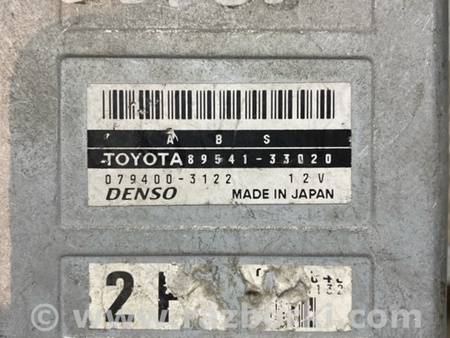 A B S
TOYOTA 89541-33020
079400-3122 12V
DENSO MADE IN JAPAN
2